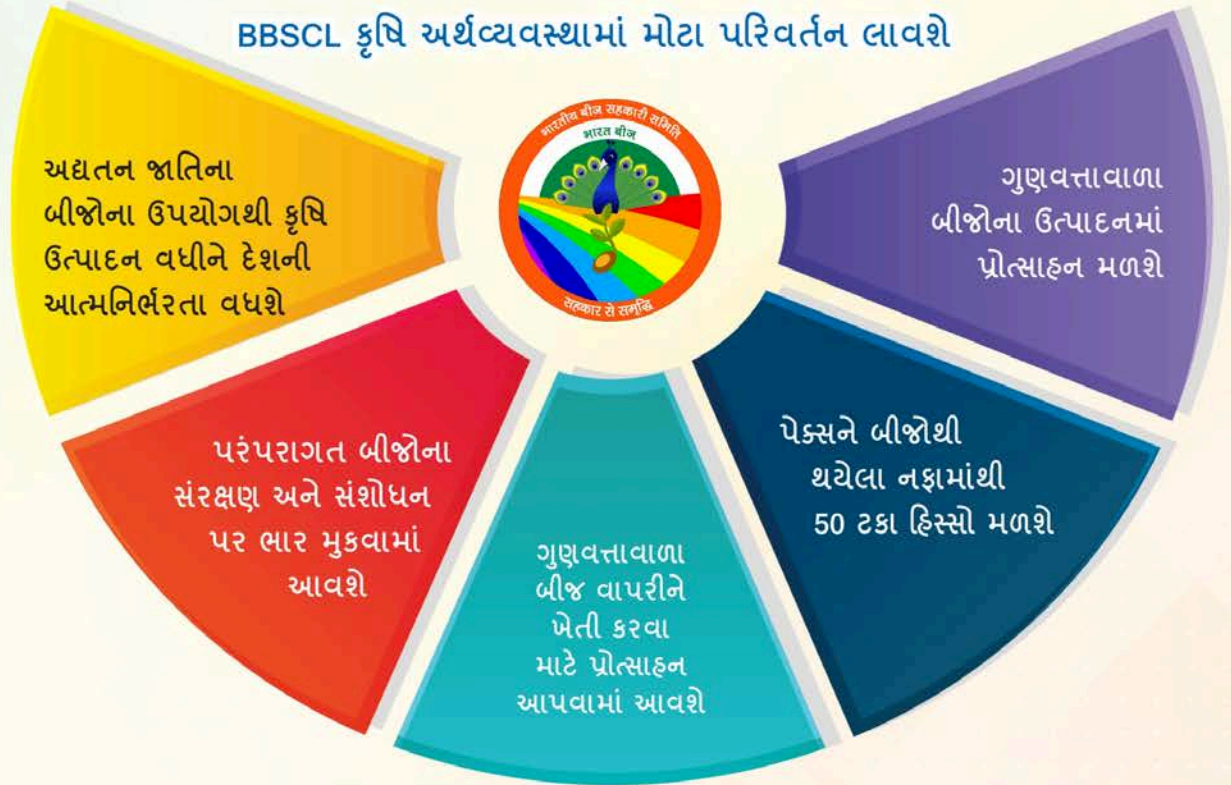 BBSCL કૃષિ અર્થવ્યવસ્થામાં મોટા પરિવર્તન લાવશે
भारतीय बीज सहकारी समिति
भारत बीज
सहकार से समृद्धि
અદ્યતન જાતિના
બીજોના ઉપયોગથી કૃષિ
ઉત્પાદન વધીને દેશની
આત્મનિર્ભરતા વધશે
પરંપરાગત બીજોના
સંરક્ષણ અને સંશોધન
પર ભાર મુકવામાં
આવશે
ગુણવત્તાવાળા
બીજ વાપરીને
ખેતી કરવા
માટે પ્રોત્સાહન
આપવામાં આવશે
પેક્સને બીજોથી
થયેલા નફામાંથી
50 ટકા હિસ્સો મળશે
ગુણવત્તાવાળા
બીજોના ઉત્પાદનમાં
પ્રોત્સાહન મળશે